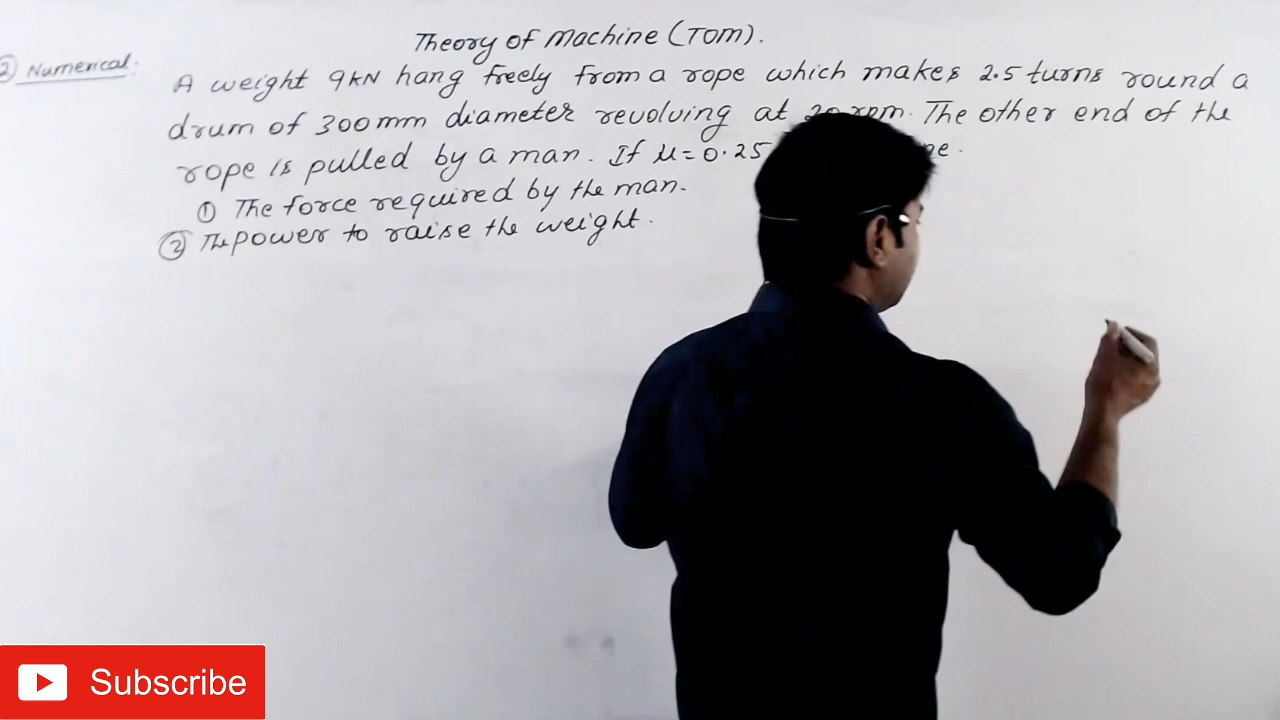 Theory of Machine (TOM).
② Numerical.
A weight 9kN hang freely from a rope which makes 2.5 turns round a
drum of 300mm diameter revolving at 20 rpm. The other end of the
rope is pulled by a man. If μ=0.25
① The force required by the man.
② The power to raise the weight.
Subscribe